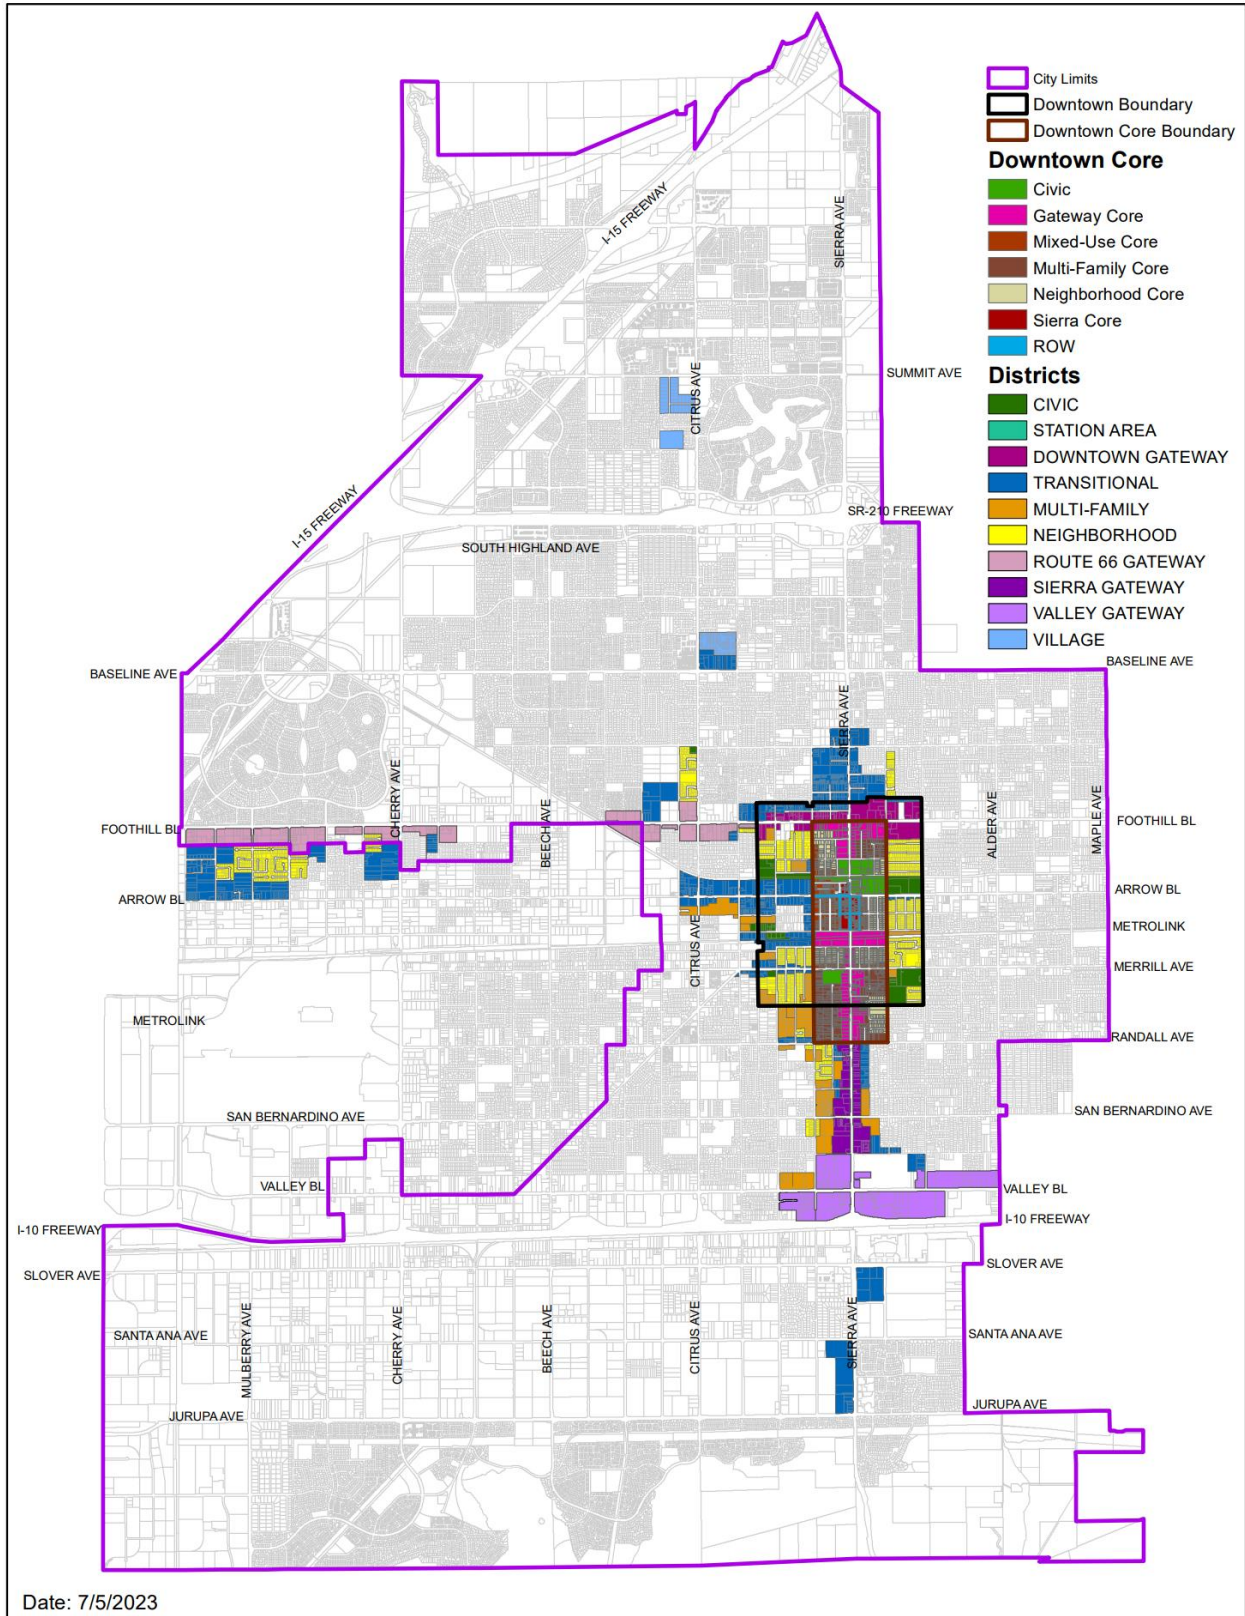 City Limits
Downtown Boundary
Downtown Core Boundary
Downtown Core
Civic
Gateway Core
Mixed-Use Core
Multi-Family Core
Neighborhood Core
Sierra Core
ROW
Districts
CIVIC
STATION AREA
DOWNTOWN GATEWAY
TRANSITIONAL
MULTI-FAMILY
NEIGHBORHOOD
ROUTE 66 GATEWAY
SIERRA GATEWAY
VALLEY GATEWAY
VILLAGE
I-15 FREEWAY
SIERRA AVE
SUMMIT AVE
CITRUS AVE
SR-210 FREEWAY
I-15 FREEWAY
SOUTH HIGHLAND AVE
BASELINE AVE
BASELINE AVE
SIERRA AVE
CHERRY AVE
BEECH AVE
ALDER AVE
MAPLE AVE
FOOTHILL BL
FOOTHILL BL
ARROW BL
ARROW BL
CITRUS AVE
METROLINK
MERRILL AVE
METROLINK
RANDALL AVE
SAN BERNARDINO AVE
SAN BERNARDINO AVE
VALLEY BL
VALLEY BL
I-10 FREEWAY
I-10 FREEWAY
SLOVER AVE
SLOVER AVE
SANTA ANA AVE
MULBERRY AVE
CHERRY AVE
BEECH AVE
CITRUS AVE
SIERRA AVE
SANTA ANA AVE
JURUPA AVE
JURUPA AVE
Date: 7/5/2023